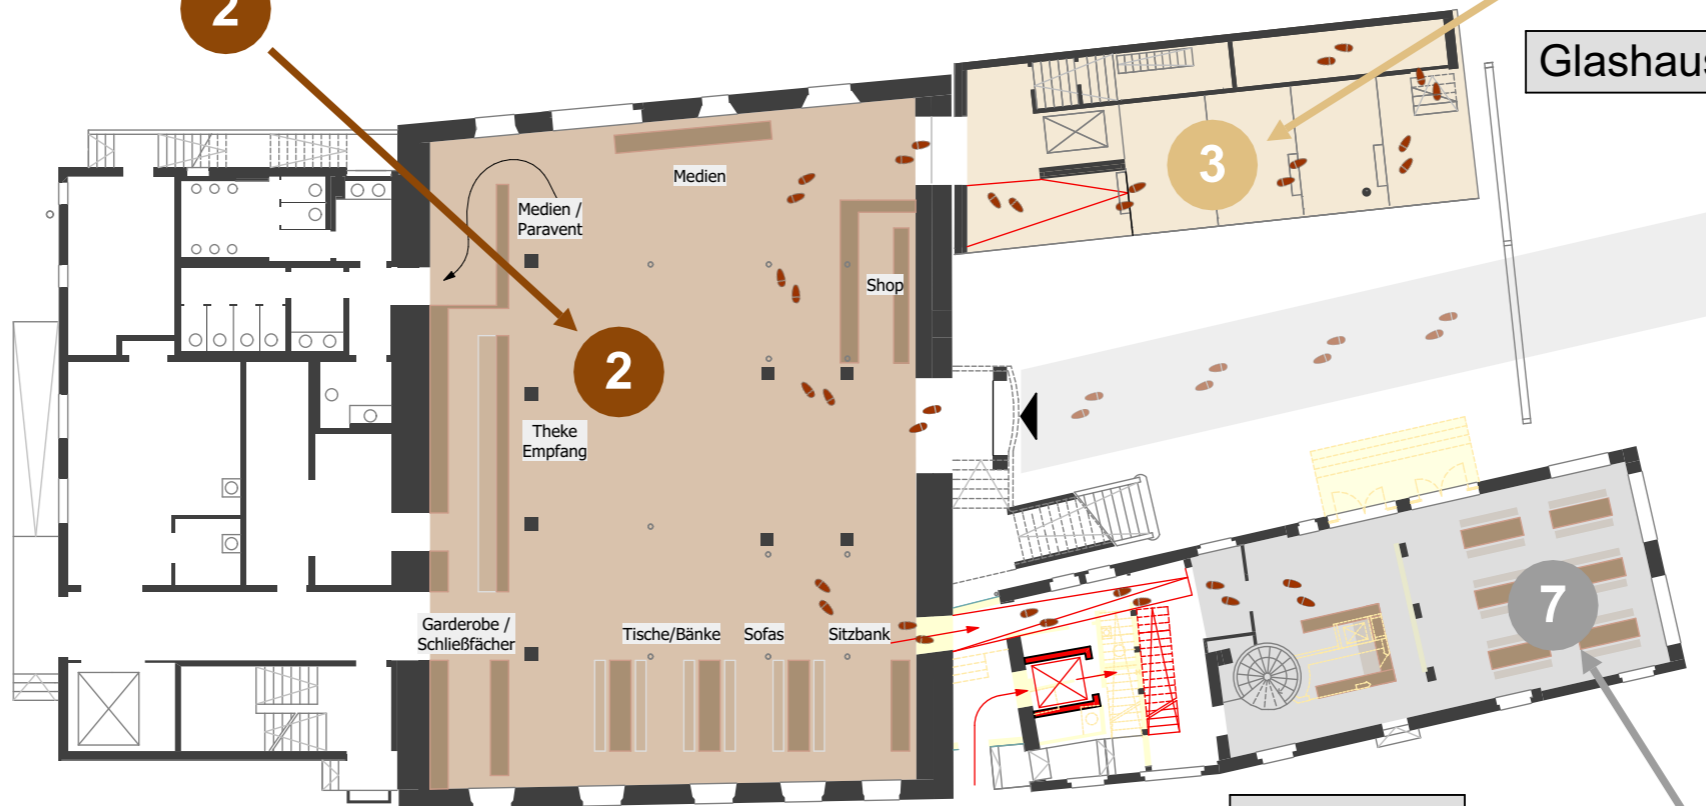 2
Glashaus
3
Medien
Medien /
Paravent
Shop
2
Theke
Empfang
7
Garderobe /
Schließfächer
Tische/Bänke
Sofas
Sitzbank